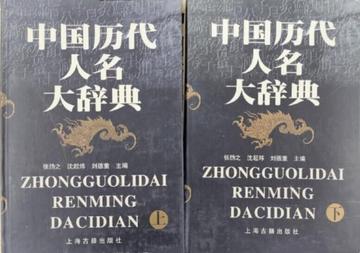 中国历代
人名
大辞典
张㧑之 沈起炜 刘德重 主编
ZHONGGUOLIDAI
RENMING
DACIDIAN
上
上海古籍出版社
中国历代
人名
大辞典
张㧑之 沈起炜 刘德重 主编
ZHONGGUOLIDAI
RENMING
DACIDIAN
下
上海古籍出版社